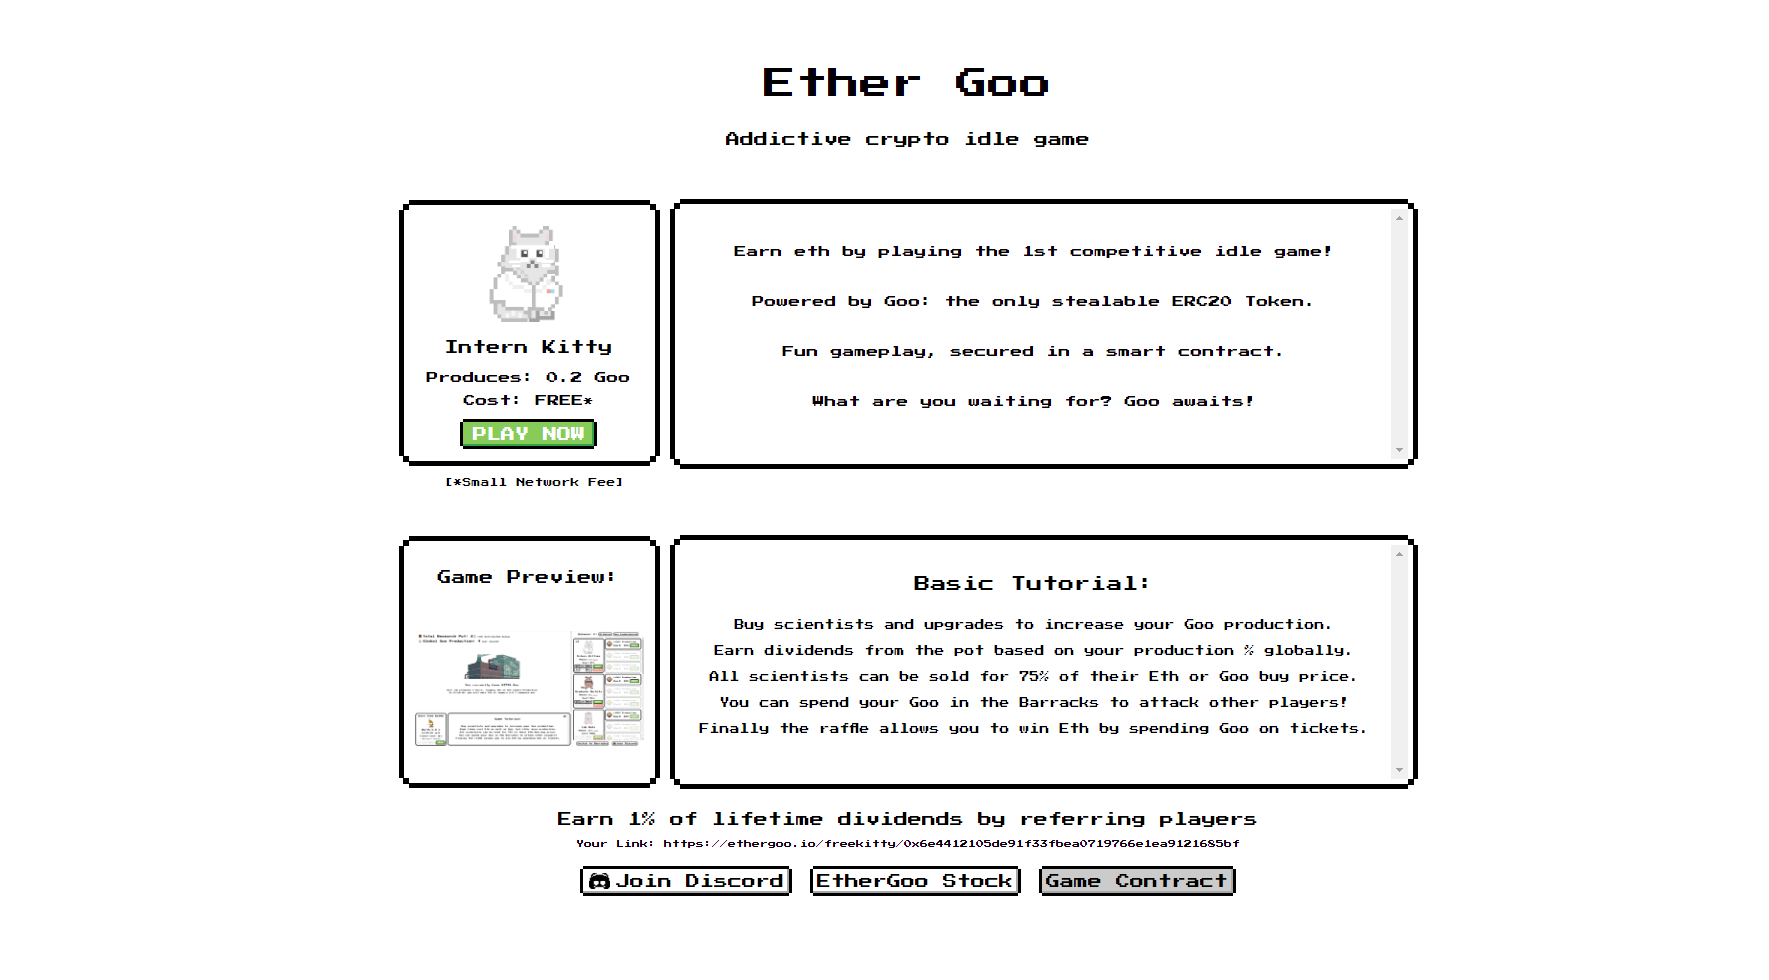 Ether Goo
Addictive crypto idle game
Intern Kitty
Produces: 0.2 Goo
Cost: FREE*
PLAY NOW
[*Small Network Fee]
Earn eth by playing the 1st competitive idle game!
Powered by Goo: the only stealable ERC20 Token.
Fun gameplay, secured in a smart contract.
What are you waiting for? Goo awaits!
Game Preview:
Basic Tutorial:
Buy scientists and upgrades to increase your Goo production.
Earn dividends from the pot based on your production % globally.
All scientists can be sold for 75% of their Eth or Goo buy price.
You can spend your Goo in the Barracks to attack other players!
Finally the raffle allows you to win Eth by spending Goo on tickets.
Earn 1% of lifetime dividends by referring players
Your Link: https://ethergoo.io/freekitty/0x6e4412105de91f33fbea0719766e1ea9121685bf
Join Discord
EtherGoo Stock
Game Contract